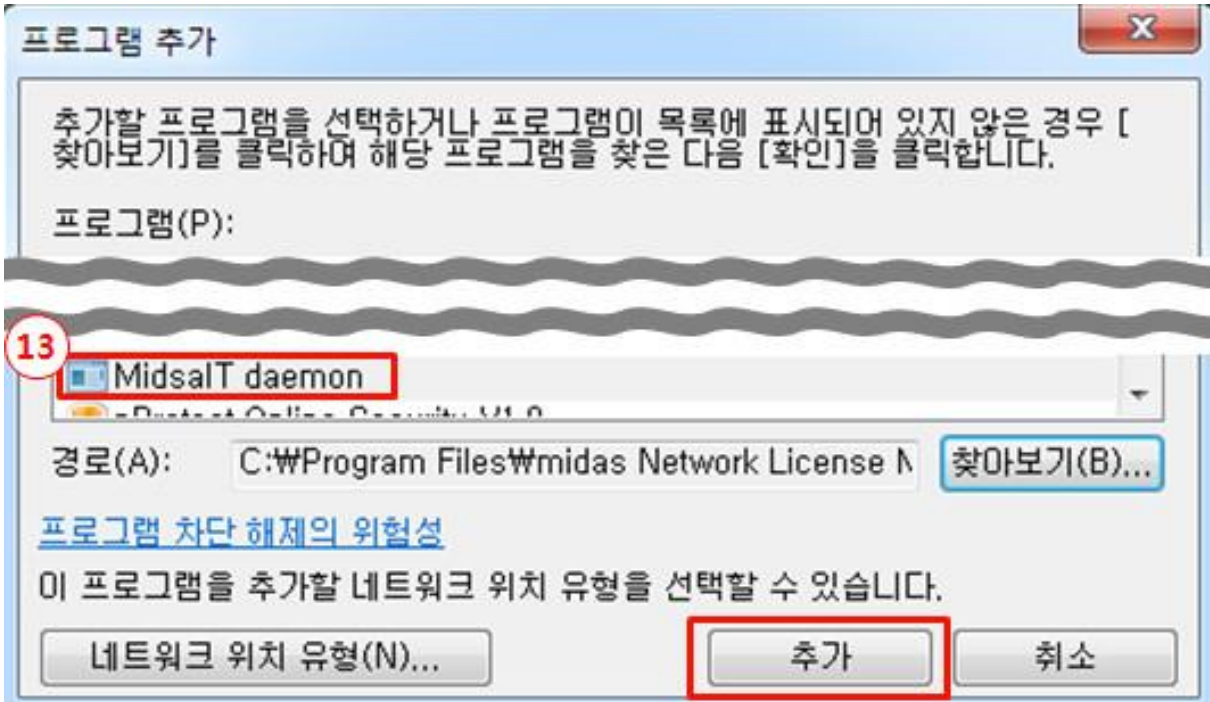 프로그램 추가
추가할 프로그램을 선택하거나 프로그램이 목록에 표시되어 있지 않은 경우 [
찾아보기]를 클릭하여 해당 프로그램을 찾은 다음 [확인]을 클릭합니다.
프로그램(P):
13
MidsaIT daemon
경로(A): C:₩Program Files₩midas Network License 찾아보기(B)...
프로그램 차단 해제의 위험성
이 프로그램을 추가할 네트워크 위치 유형을 선택할 수 있습니다.
네트워크 위치 유형(N)... 추가 취소